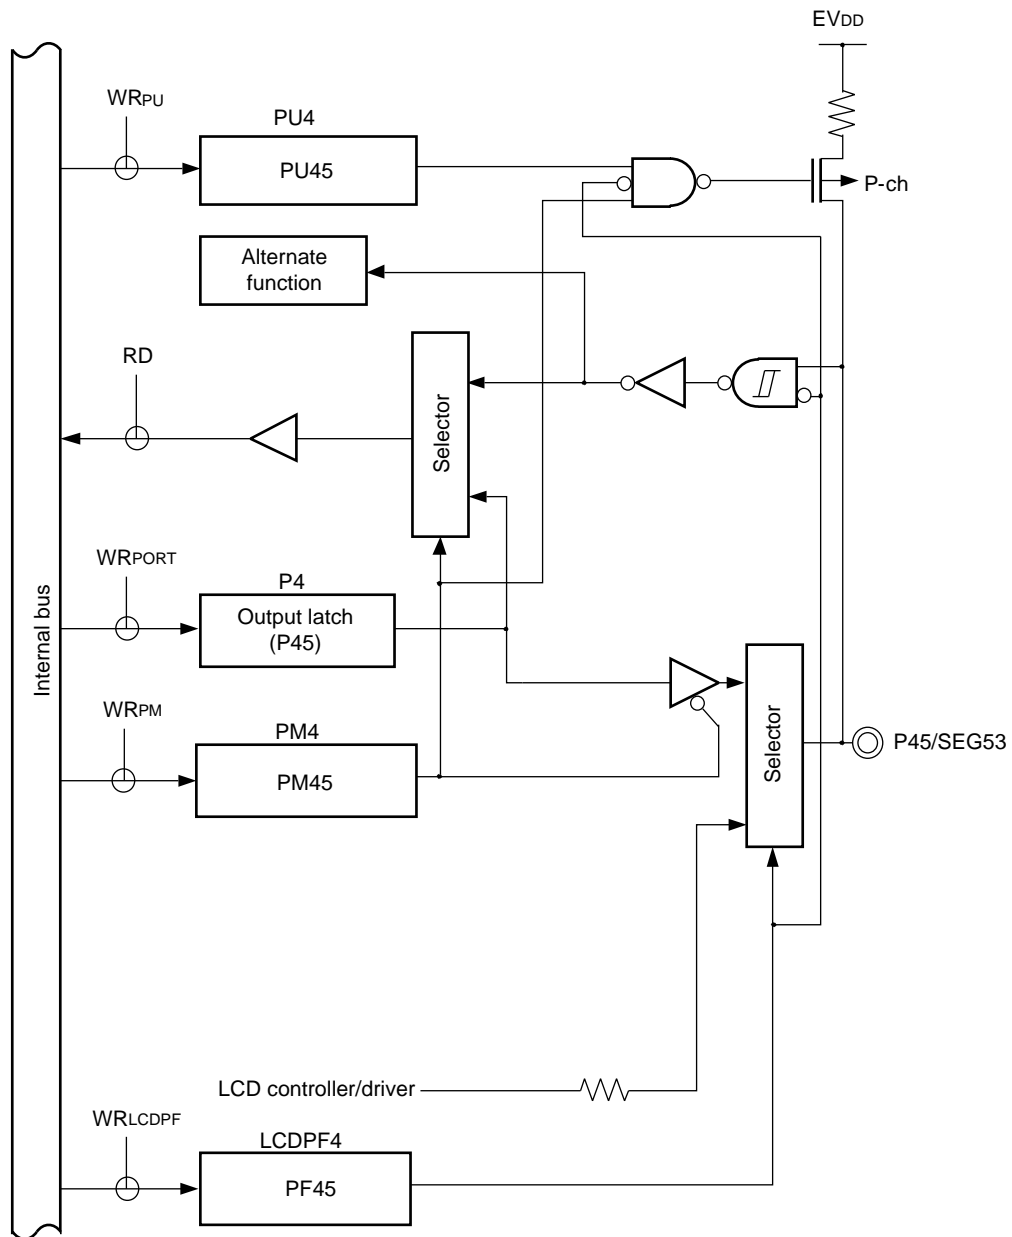 EVDD
WRPU
PU4
PU45
P-ch
Alternate
function
RD
Selector
WRPORT
P4
Output latch
(P45)
Internal bus
WRPM
PM4
PM45
Selector
P45/SEG53
LCD controller/driver
WRLCDPF
LCDPF4
PF45